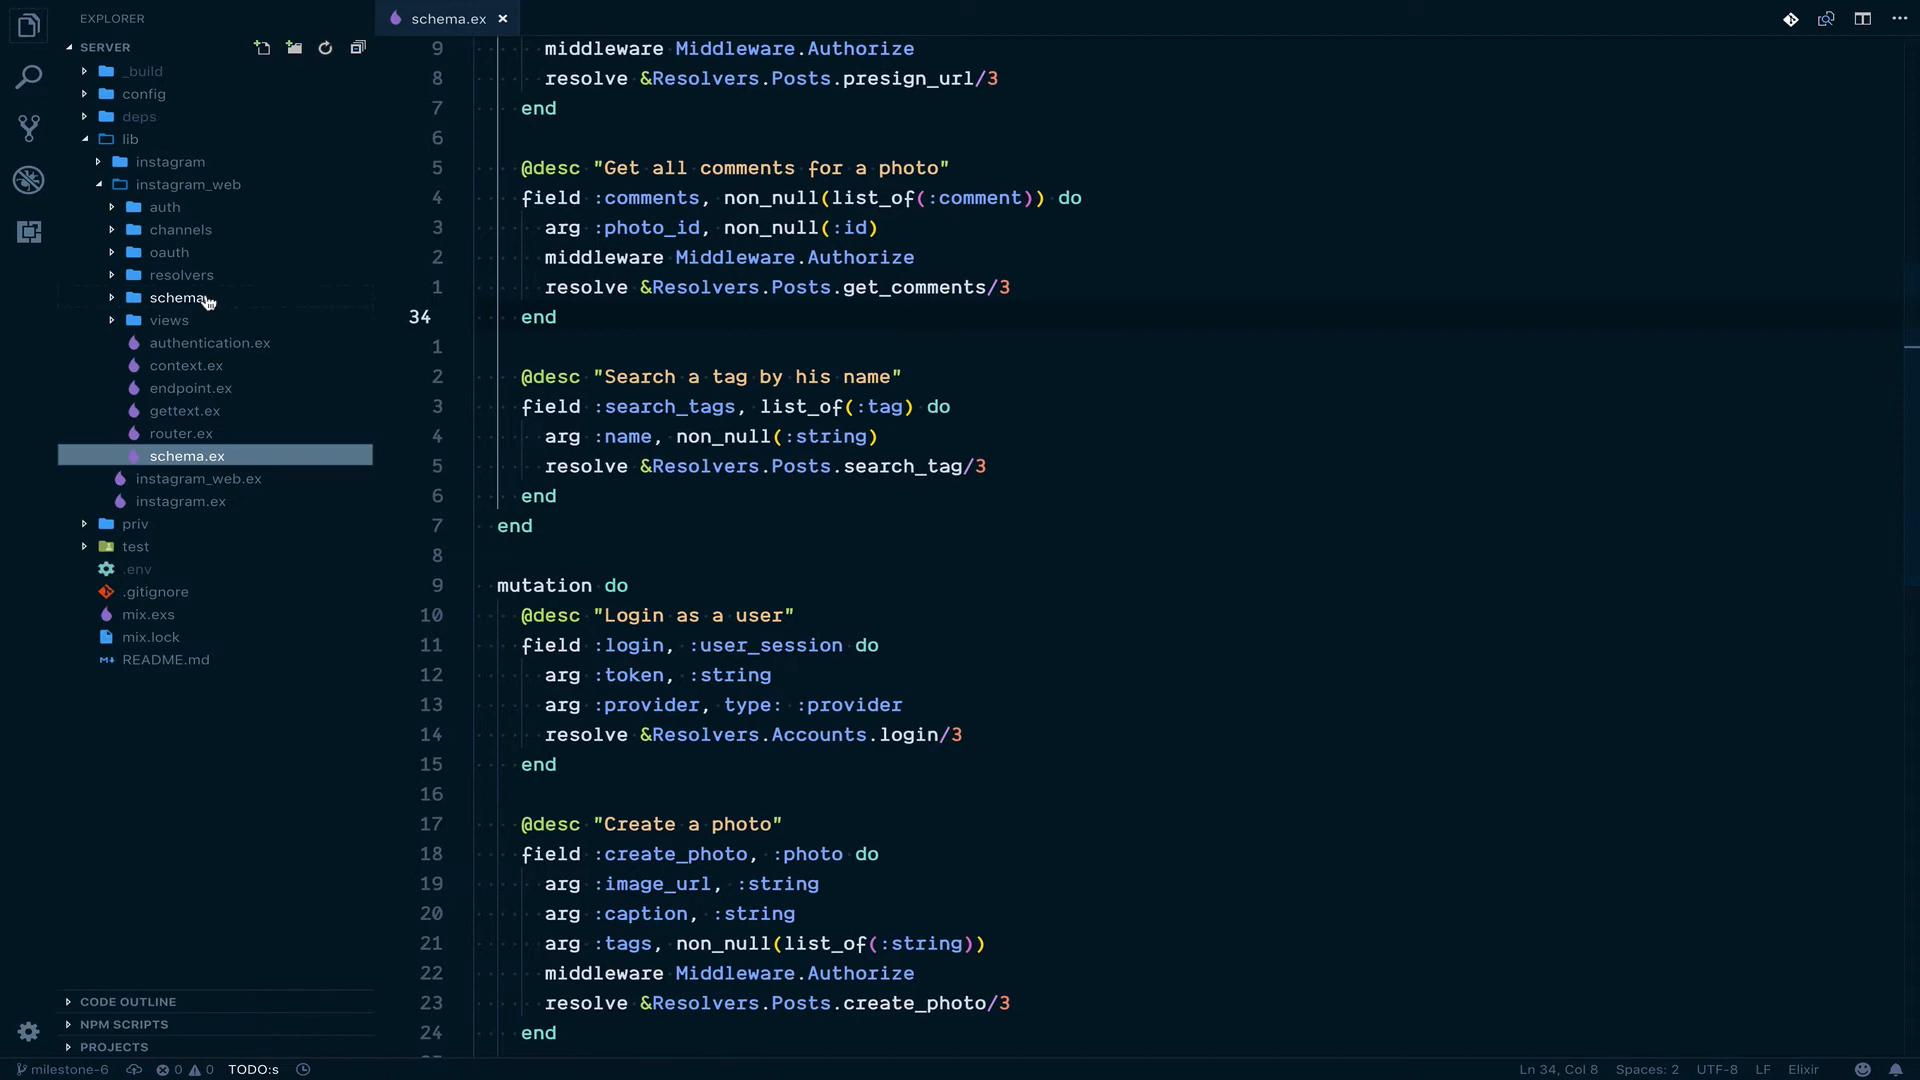 EXPLORER
SERVER
_build
config
deps
lib
instagram
instagram_web
auth
channels
oauth
resolvers
schema
views
authentication.ex
context.ex
endpoint.ex
gettext.ex
router.ex
schema.ex
instagram_web.ex
instagram.ex
priv
test
.env
.gitignore
mix.exs
mix.lock
README.md
CODE OUTLINE
NPM SCRIPTS
PROJECTS
schema.ex
9 middleware Middleware.Authorize
8 resolve &Resolvers.Posts.presign_url/3
7 end
6
5 @desc "Get all comments for a photo"
4 field :comments, non_null(list_of(:comment)) do
3 arg :photo_id, non_null(:id)
2 middleware Middleware.Authorize
1 resolve &Resolvers.Posts.get_comments/3
34 end
1
2 @desc "Search a tag by his name"
3 field :search_tags, list_of(:tag) do
4 arg :name, non_null(:string)
5 resolve &Resolvers.Posts.search_tag/3
6 end
7 end
8
9 mutation do
10 @desc "Login as a user"
11 field :login, :user_session do
12 arg :token, :string
13 arg :provider, type: :provider
14 resolve &Resolvers.Accounts.login/3
15 end
16
17 @desc "Create a photo"
18 field :create_photo, :photo do
19 arg :image_url, :string
20 arg :caption, :string
21 arg :tags, non_null(list_of(:string))
22 middleware Middleware.Authorize
23 resolve &Resolvers.Posts.create_photo/3
24 end
milestone-6 0 0 TODO:s Ln 34, Col 8 Spaces: 2 UTF-8 LF Elixir